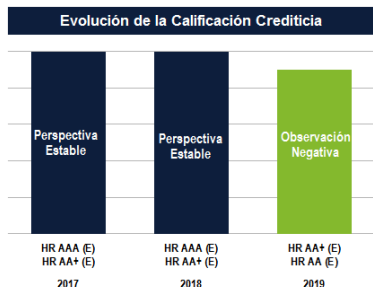 Evolución de la Calificación Crediticia
Perspectiva
Estable
Perspectiva
Estable
Observación
Negativa
HR AAA (E)
HR AA+ (E)
2017
HR AAA (E)
HR AA+ (E)
2018
HR AA+ (E)
HR AA (E)
2019